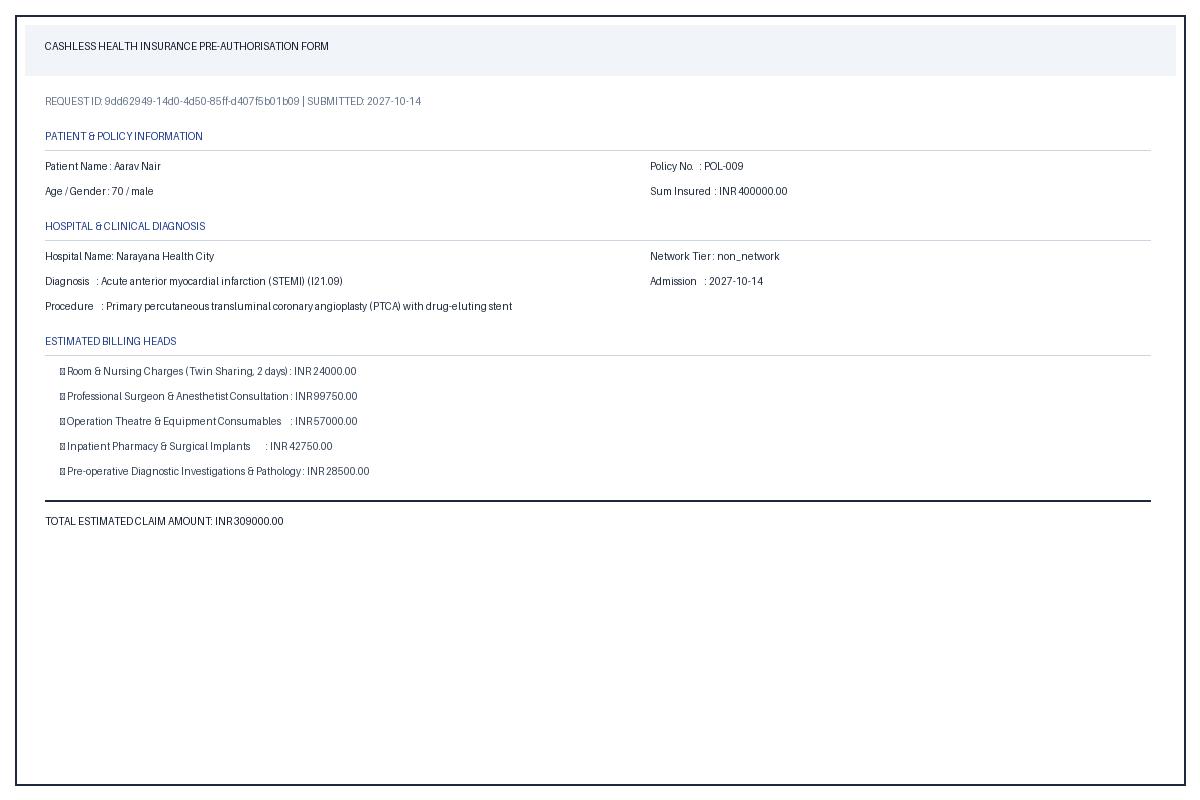 CASHLESS HEALTH INSURANCE PRE-AUTHORISATION FORM
REQUEST ID: 9dd62949-14d0-4d50-85ff-d407f5b01b09 | SUBMITTED: 2027-10-14
PATIENT & POLICY INFORMATION
Patient Name : Aarav Nair
Policy No. : POL-009
Age / Gender : 70 / male
Sum Insured : INR 400000.00
HOSPITAL & CLINICAL DIAGNOSIS
Hospital Name: Narayana Health City
Network Tier : non_network
Diagnosis : Acute anterior myocardial infarction (STEMI) (I21.09)
Admission : 2027-10-14
Procedure : Primary percutaneous transluminal coronary angioplasty (PTCA) with drug-eluting stent
ESTIMATED BILLING HEADS
Room & Nursing Charges (Twin Sharing, 2 days) : INR 24000.00
Professional Surgeon & Anesthetist Consultation : INR 99750.00
Operation Theatre & Equipment Consumables : INR 57000.00
Inpatient Pharmacy & Surgical Implants : INR 42750.00
Pre-operative Diagnostic Investigations & Pathology : INR 28500.00
TOTAL ESTIMATED CLAIM AMOUNT: INR 309000.00